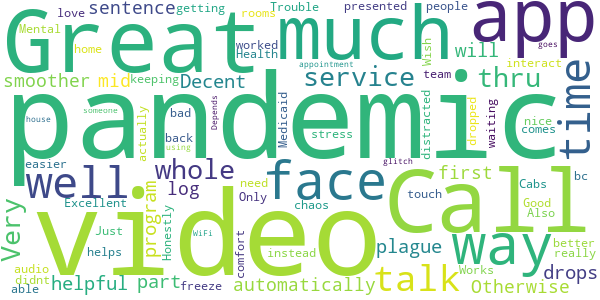 love
sentence
getting
rooms
Trouble
presented
people
app
Great
much
Mental
home
keeping
worked
Health
Wish
will
interact
goes
time
smoother
mid
Decent
appointment
service
team
thru
pandemic
someone
actually
bad
back
Depends
Medicaid
stress
distracted
dropped
waiting
nice
comes
house
easier
using
well
whole
face
glitch
Call
first
Cabs
bc
Excellent
log
Only
need
chaos
touch
Good
Also
Very
video
program
Honestly
Just
helps
WiFi
comfort
instead
plague
way
Works
better
really
audio
didnt
able
helpful
part
freeze
automatically
talk
Otherwise
drops